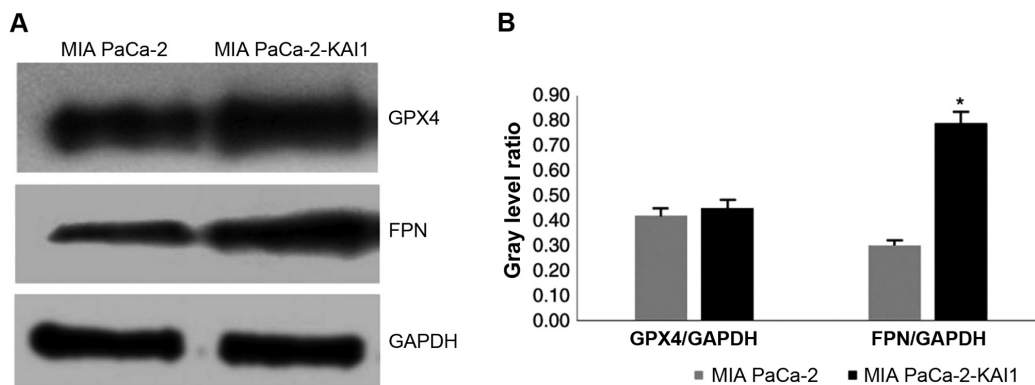 A
MIA PaCa-2 MIA PaCa-2-KAI1
GPX4
FPN
GAPDH
B
*
Gray level ratio
0.90
0.80
0.70
0.60
0.50
0.40
0.30
0.20
0.10
0.00
GPX4/GAPDH FPN/GAPDH
MIA PaCa-2 MIA PaCa-2-KAI1